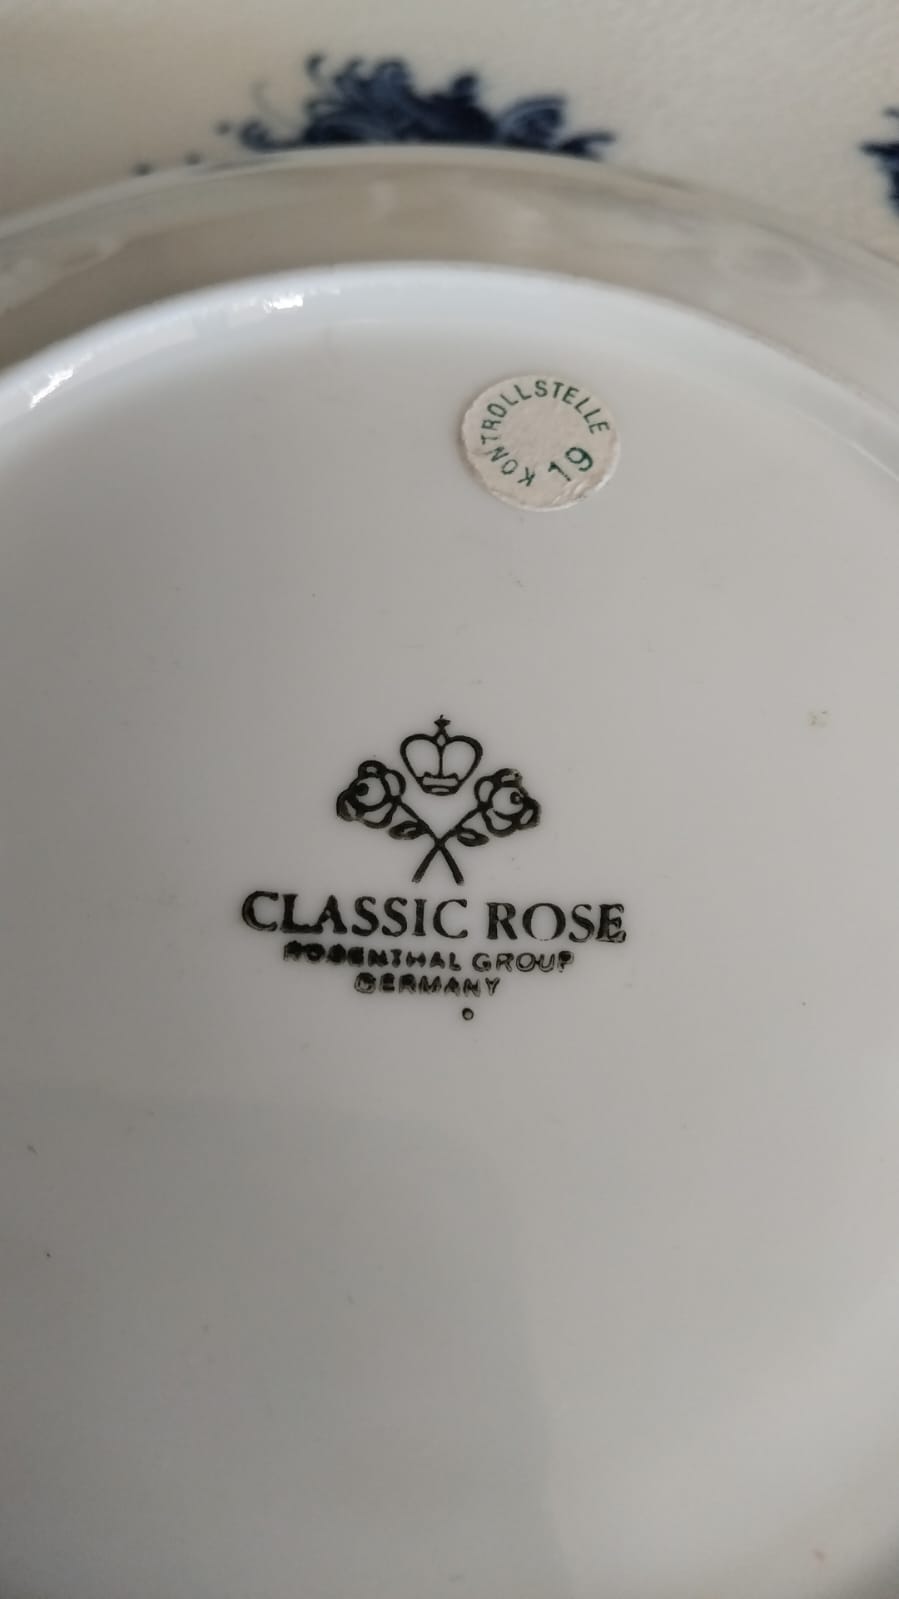 KONTROLLSTELLE
19
CLASSIC ROSE
ROSENTHAL GROUP
GERMANY